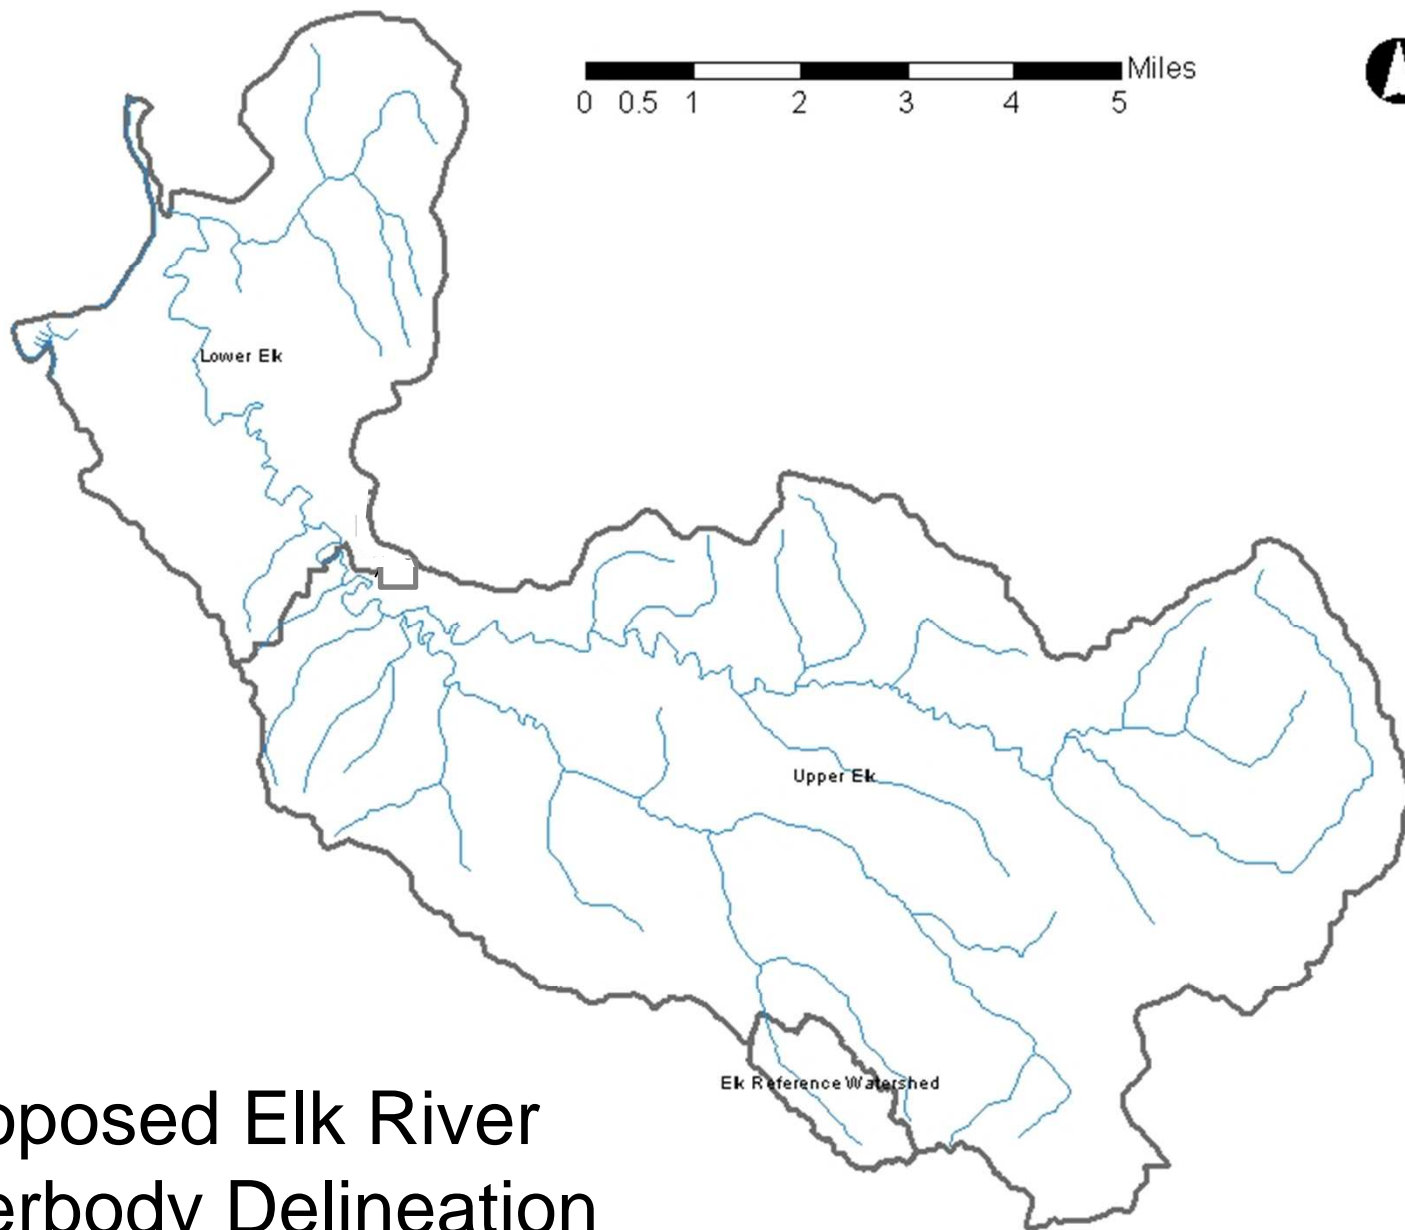 Miles
0 0.5 1 2 3 4 5
Lower Elk
Upper Elk
Elk Reference Watershed
oposed Elk River
erbody Delineation